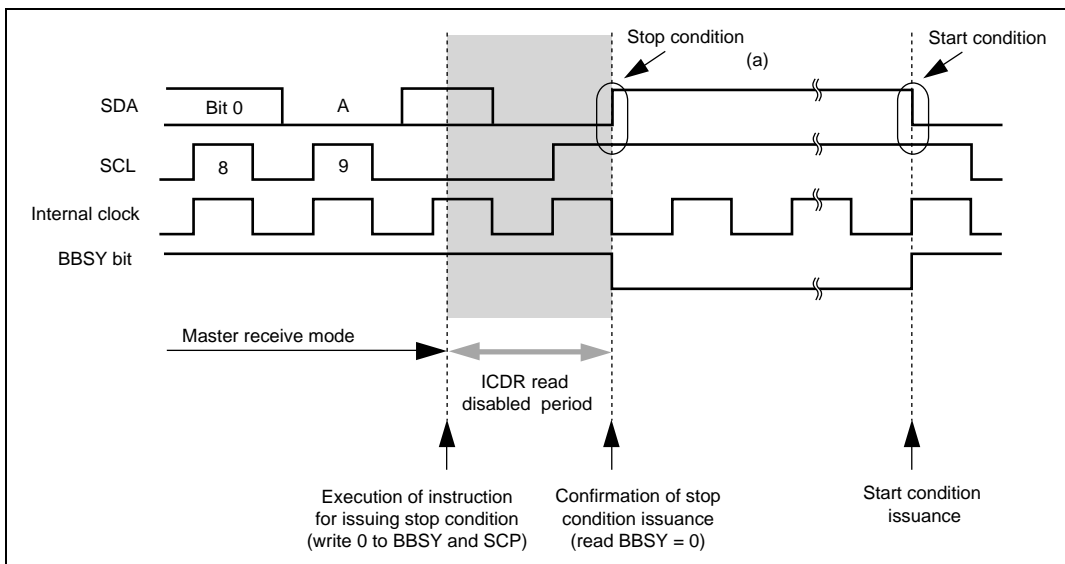 Stop condition
Start condition
(a)
SDA
Bit 0
A
SCL
8
9
Internal clock
BBSY bit
Master receive mode
ICDR read
disabled period
Execution of instruction
for issuing stop condition
(write 0 to BBSY and SCP)
Confirmation of stop
condition issuance
(read BBSY = 0)
Start condition
issuance